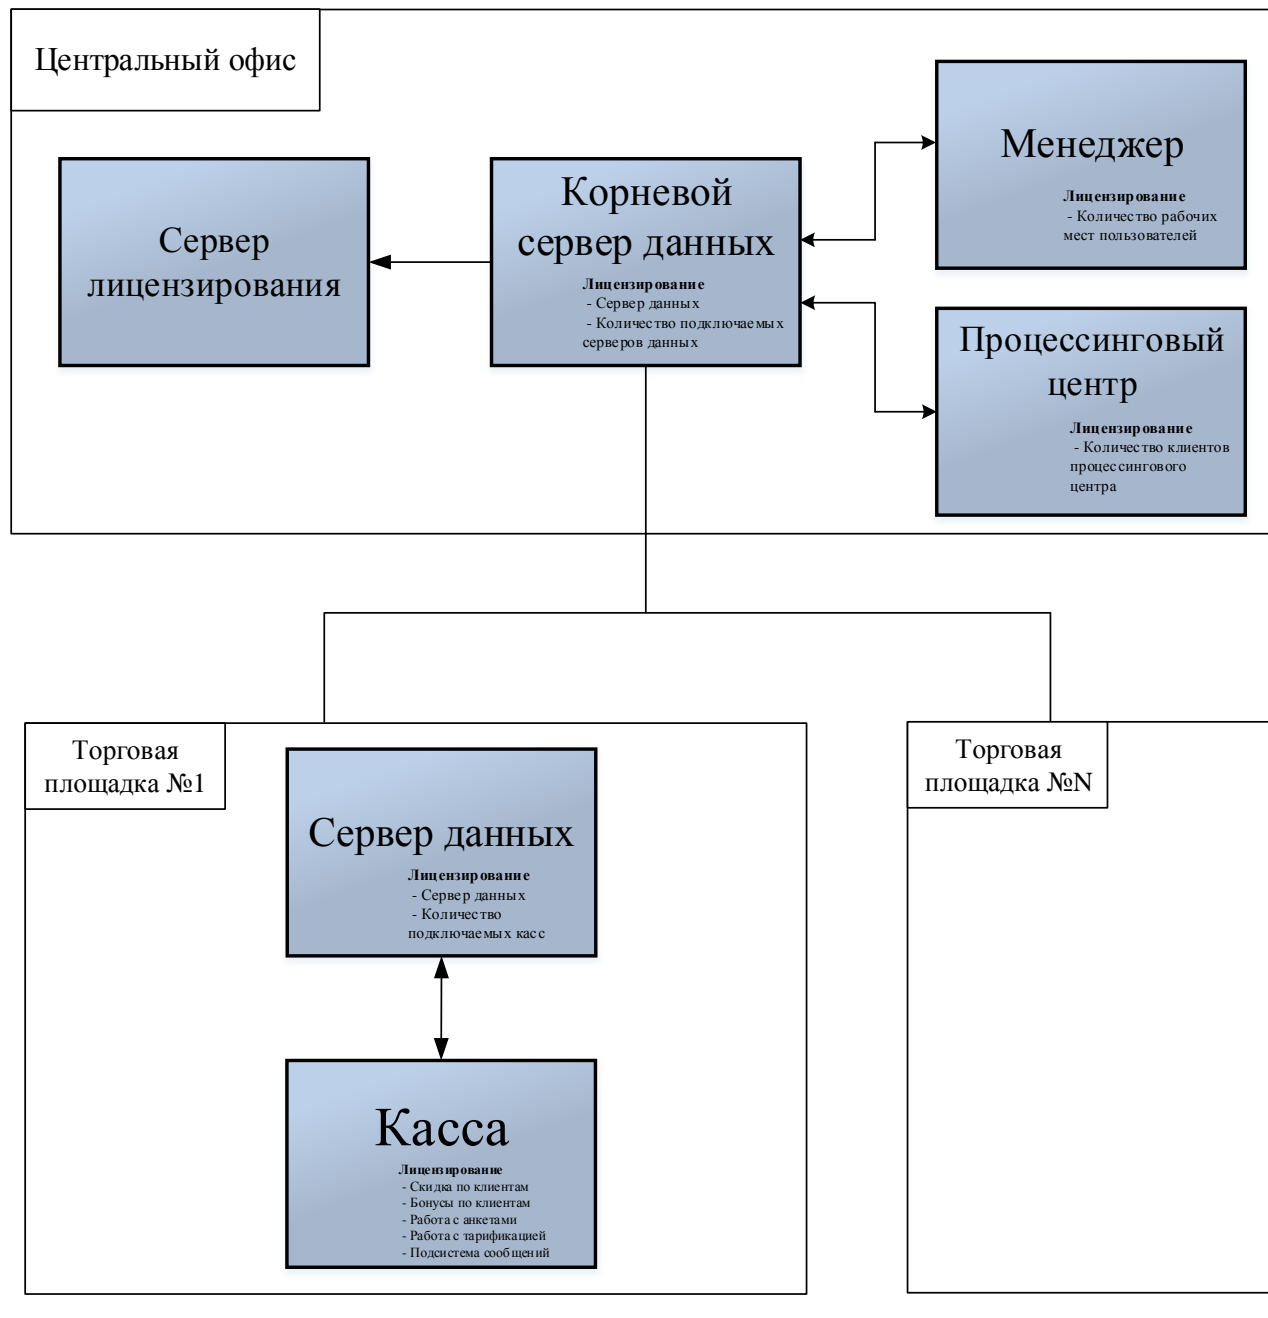 Центральный офис
Сервер
лицензирования
Корневой
сервер данных
Лицензирование
- Сервер данных
- Количество подключаемых
серверов данных
Менеджер
Лицензирование
- Количество рабочих
мест пользователей
Процессинговый
центр
Лицензирование
- Количество клиентов
процессингового
центра
Торговая
площадка №1
Сервер данных
Лицензирование
- Сервер данных
- Количество
подключаемых касс
Касса
Лицензирование
- Скидка по клиентам
- Бонусы по клиентам
- Работа с анкетами
- Работа с тарификацией
- Подсистема сообщений
Торговая
площадка №N